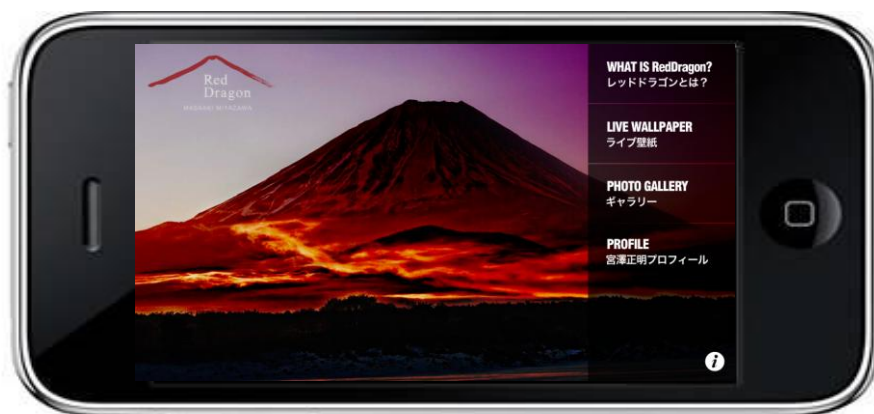 Red
Dragon
MASAAKI MIYAZAWA
WHAT IS RedDragon?
レッドドラゴンとは？
LIVE WALLPAPER
ライブ壁紙
PHOTO GALLERY
ギャラリー
PROFILE
宮澤正明プロフィール
i